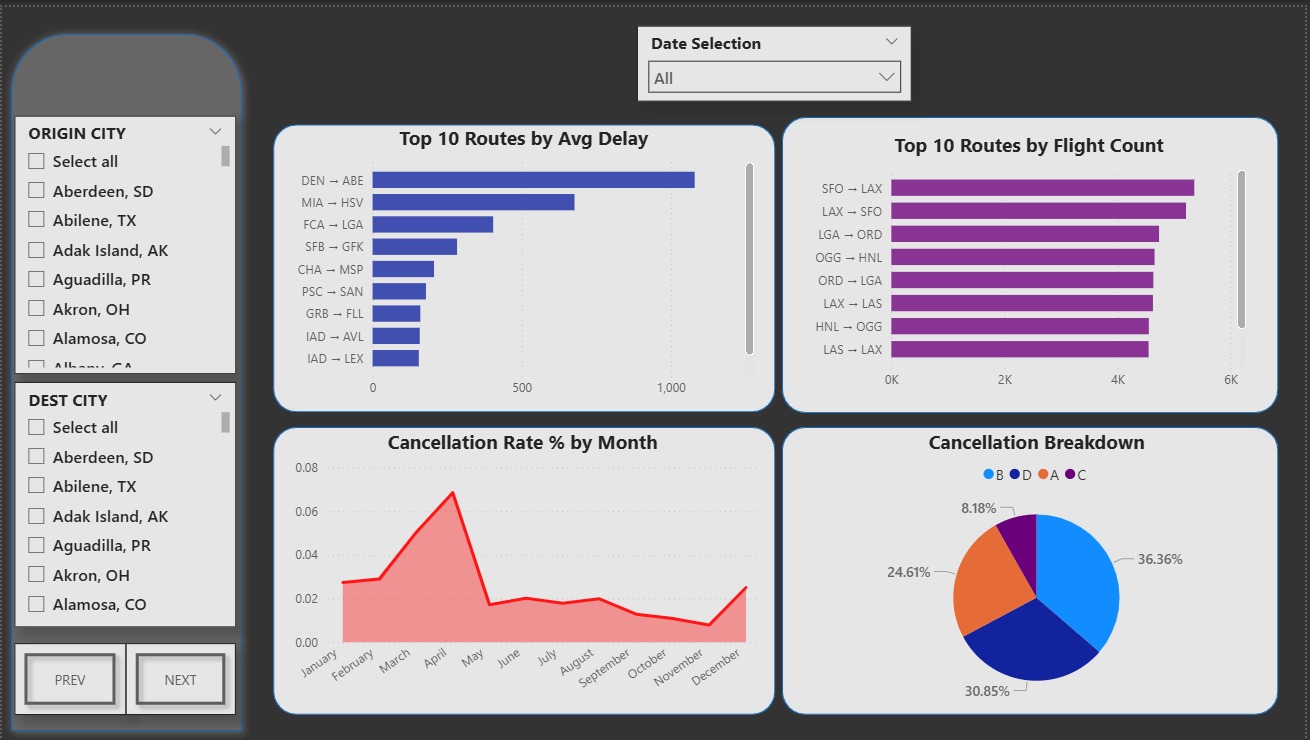 Date Selection
All
ORIGIN CITY
Select all
Aberdeen, SD
Abilene, TX
Adak Island, AK
Aguadilla, PR
Akron, OH
Alamosa, CO
Albany, GA
DEST CITY
Select all
Aberdeen, SD
Abilene, TX
Adak Island, AK
Aguadilla, PR
Akron, OH
Alamosa, CO
PREV
NEXT
Top 10 Routes by Avg Delay
DEN → ABE
MIA → HSV
FCA → LGA
SFB → GFK
CHA → MSP
PSC → SAN
GRB → FLL
IAD → AVL
IAD → LEX
0 500 1,000
Top 10 Routes by Flight Count
SFO → LAX
LAX → SFO
LGA → ORD
OGG → HNL
ORD → LGA
LAX → LAS
HNL → OGG
LAS → LAX
0K 2K 4K 6K
Cancellation Rate % by Month
0.08
0.06
0.04
0.02
0.00
January February March April May June July August September October November December
Cancellation Breakdown
B D A C
8.18%
36.36%
24.61%
30.85%